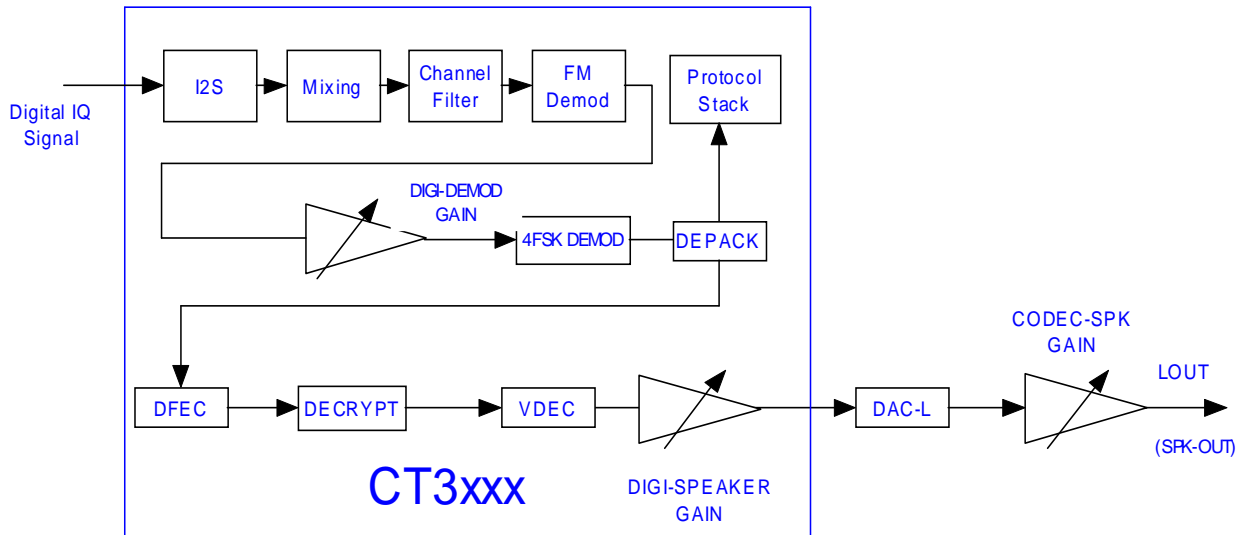 Digital IQ
Signal
I2S
Mixing
Channel
Filter
FM
Demod
Protocol
Stack
DIGI-DEMOD
GAIN
4FSK DEMOD
DEPACK
DFEC
DECRYPT
VDEC
DIGI-SPEAKER
GAIN
CT3xxx
DAC-L
CODEC-SPK
GAIN
LOUT
(SPK-OUT)